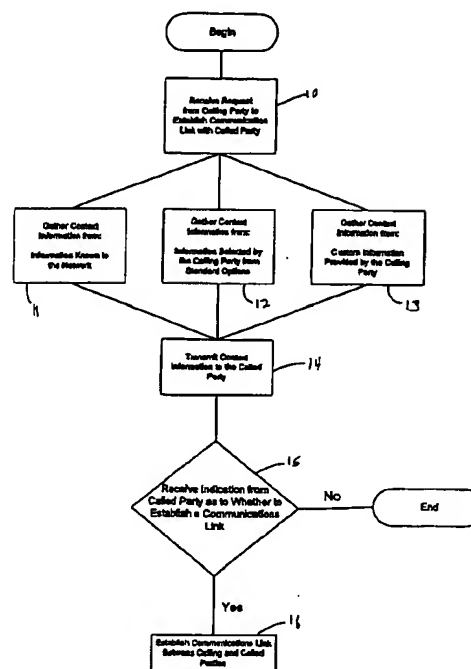 Begin
Receive Request
from Calling Party to
Establish Communication
Link with Called Party
10
Gather Context
Information from:
Information Known to
the Network
11
Gather Context
Information from:
Information Selected by
the Calling Party from
Standard Options
12
Gather Context
Information from:
Custom Information
Provided by the Calling
Party
13
Transmit Context
Information to the Called
Party
14
Receive Indication from
Called Party as to Whether to
Establish a Communications
Link
15
No
End
Yes
Establish Communications Link
Between Calling and Called
Parties
16